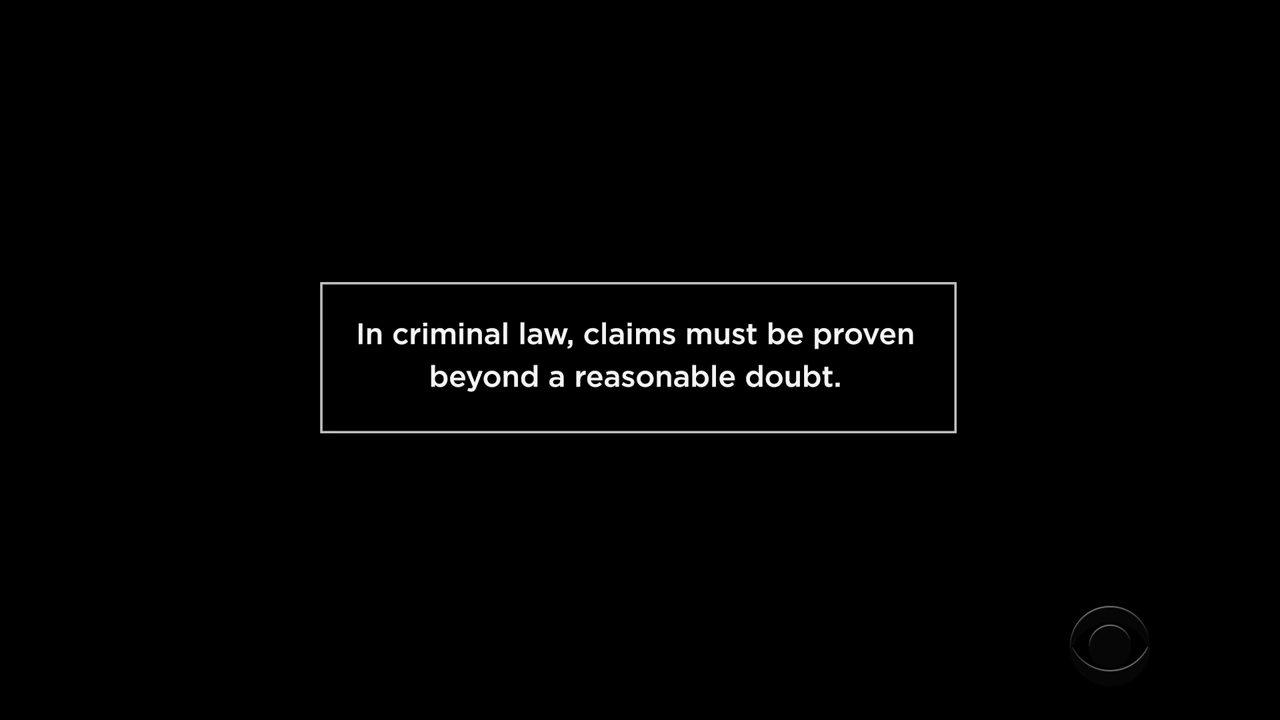 In criminal law, claims must be proven
beyond a reasonable doubt.